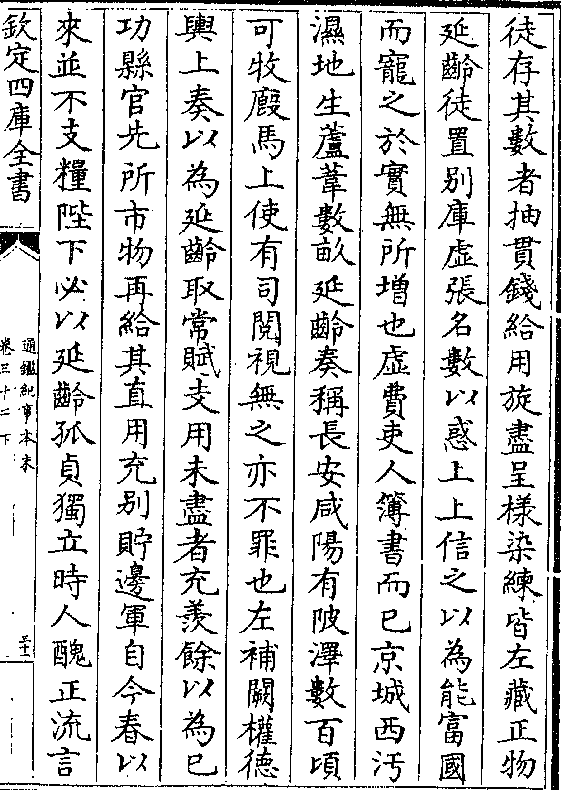 徒存其數者抽貫錢給用旋盡呈樣染練皆左藏正物
延齡徒置别庫虛張名數以惑上上信之以為能富國
而寵之於實無所增也虛費吏人簿書而已京城西汚
濕地生蘆葦數畝延齡奏稱長安咸陽有陂澤數百頃
可牧廐馬上使有司閱視無之亦不罪也左補闕權德
輿上奏以為延齡取常賦支用未盡者充羨餘以為己
功縣官先所市物再給其直用充别貯邊軍自今春以
來並不支糧陛下必以延齡孤貞獨立時人醜正流言
欽定四庫全書
通鑑紀事本末
卷三十二下